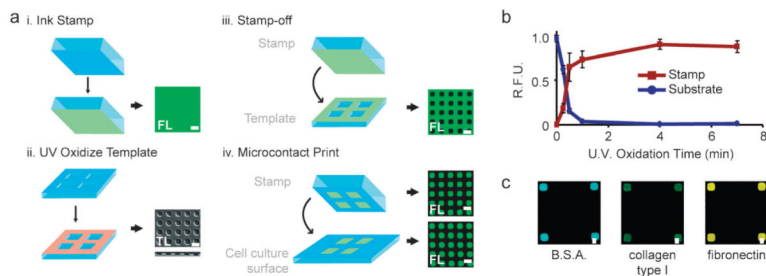 a
i. Ink Stamp
FL
ii. UV Oxidize Template
TL
iii. Stamp-off
Stamp
Template
FL
iv. Microcontact Print
Stamp
Cell culture
surface
FL
FL
b
R.F.U.
1.0
0.5
0
Stamp
Substrate
0
2
4
6
8
U.V. Oxidation Time (min)
c
B.S.A.
collagen
type I
fibronectin